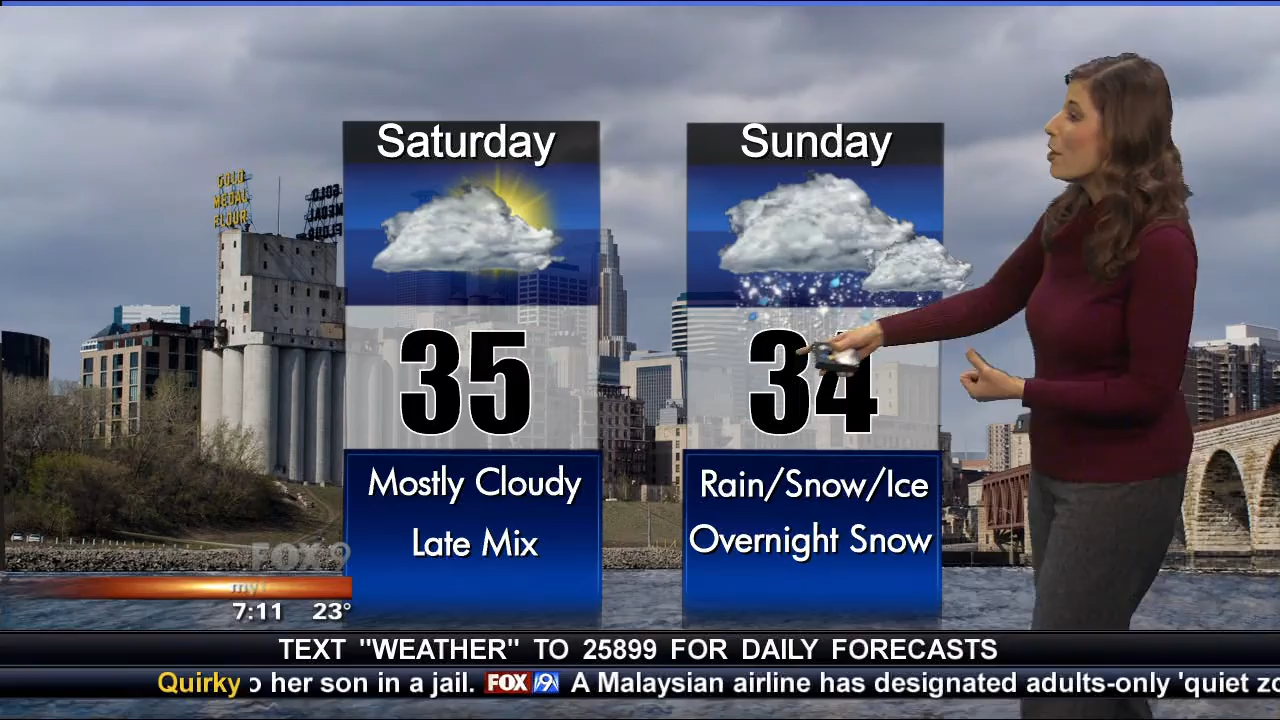 Saturday
Sunday
GOLD
MEDAL
FLOUR
GOLD
MEDAL
FLOUR
35
34
Mostly Cloudy
Late Mix
Rain/Snow/Ice
Overnight Snow
FOX 9
my
7:11 23°
TEXT "WEATHER" TO 25899 FOR DAILY FORECASTS
Quirky o her son in a jail. FOX 9 A Malaysian airline has designated adults-only 'quiet zo